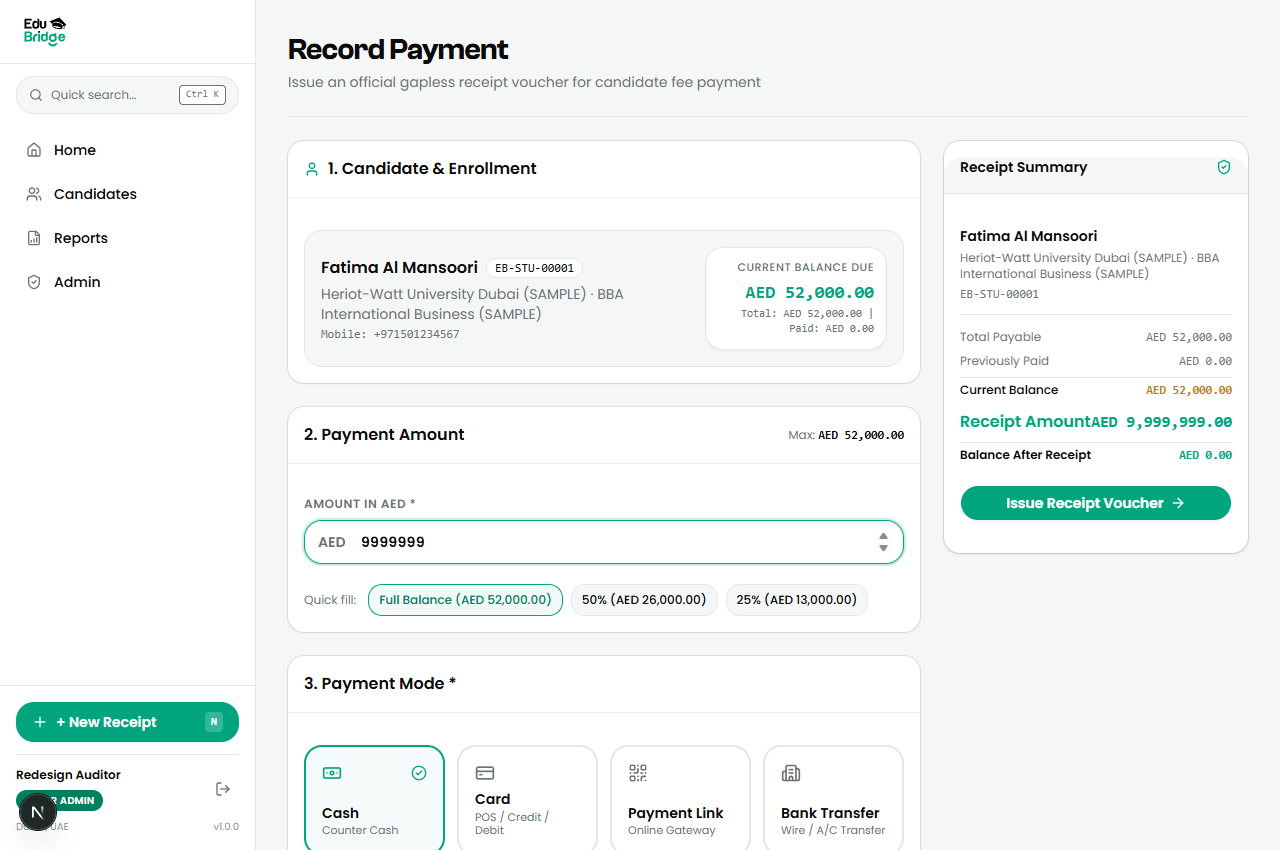 Edu
Bridge
Quick search...
Ctrl K
Home
Candidates
Reports
Admin
+ New Receipt
N
Redesign Auditor
ADMIN
UAE
v1.0.0
N
Record Payment
Issue an official gapless receipt voucher for candidate fee payment
1. Candidate & Enrollment
Fatima Al Mansoori
EB-STU-00001
Heriot-Watt University Dubai (SAMPLE) · BBA
International Business (SAMPLE)
Mobile: +971501234567
CURRENT BALANCE DUE
AED 52,000.00
Total: AED 52,000.00 |
Paid: AED 0.00
2. Payment Amount
Max: AED 52,000.00
AMOUNT IN AED *
AED 9999999
Quick fill:
Full Balance (AED 52,000.00)
50% (AED 26,000.00)
25% (AED 13,000.00)
3. Payment Mode *
Cash
Counter Cash
Card
POS / Credit /
Debit
Payment Link
Online Gateway
Bank Transfer
Wire / A/C Transfer
Receipt Summary
Fatima Al Mansoori
Heriot-Watt University Dubai (SAMPLE) · BBA
International Business (SAMPLE)
EB-STU-00001
Total Payable AED 52,000.00
Previously Paid AED 0.00
Current Balance AED 52,000.00
Receipt Amount AED 9,999,999.00
Balance After Receipt AED 0.00
Issue Receipt Voucher →